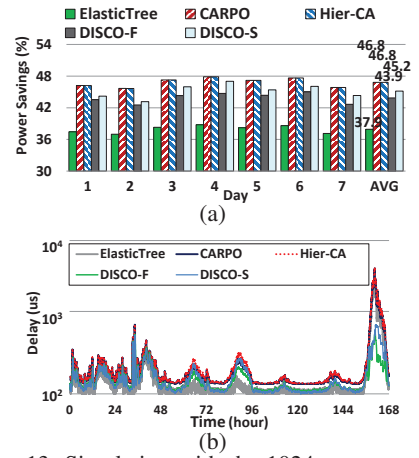 ElasticTree CARPO Hier-CA
DISCO-F DISCO-S
Power Savings (%)
54
48
42
36
30
46.8
46.8
45.2
43.9
37.9
1 2 3 4 5 6 7 AVG
Day
(a)
ElasticTree CARPO Hier-CA
DISCO-F DISCO-S
Delay (us)
10⁴
10³
10²
0 24 48 72 96 120 144 168
Time (hour)
(b)